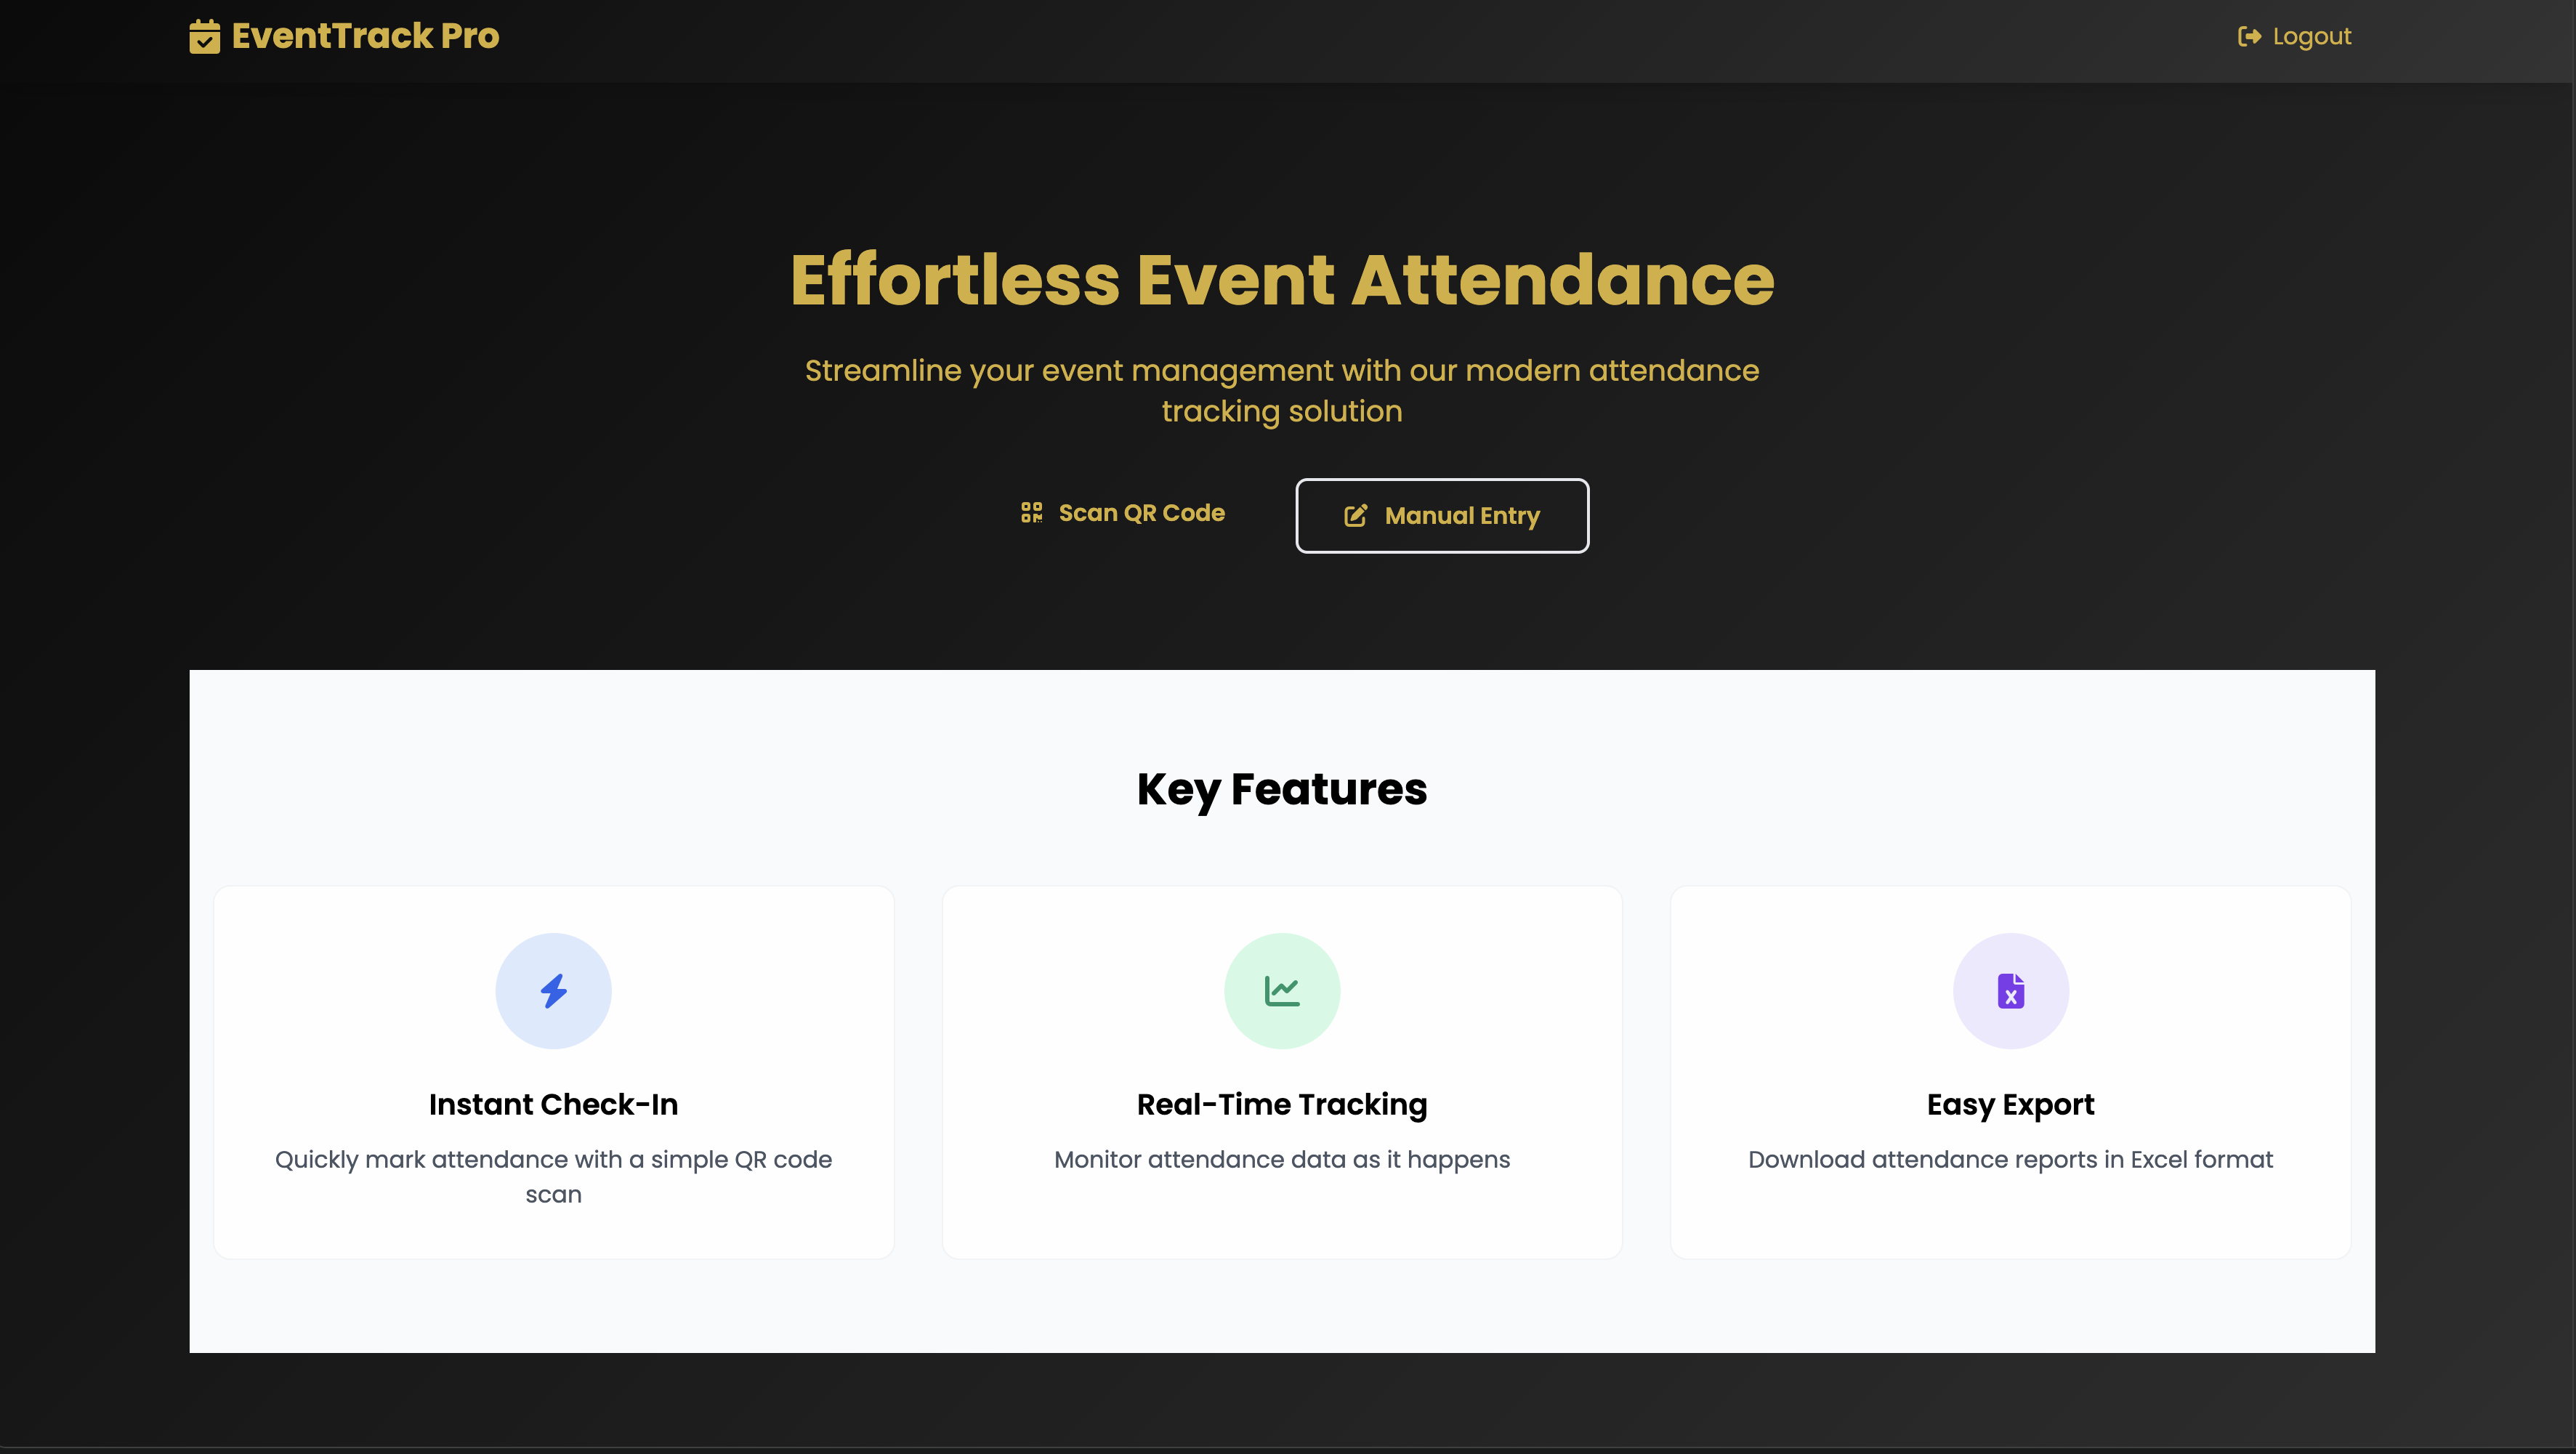 EventTrack Pro
Logout
Effortless Event Attendance
Streamline your event management with our modern attendance
tracking solution
Scan QR Code
Manual Entry
Key Features
Instant Check-In
Quickly mark attendance with a simple QR code
scan
Real-Time Tracking
Monitor attendance data as it happens
Easy Export
Download attendance reports in Excel format